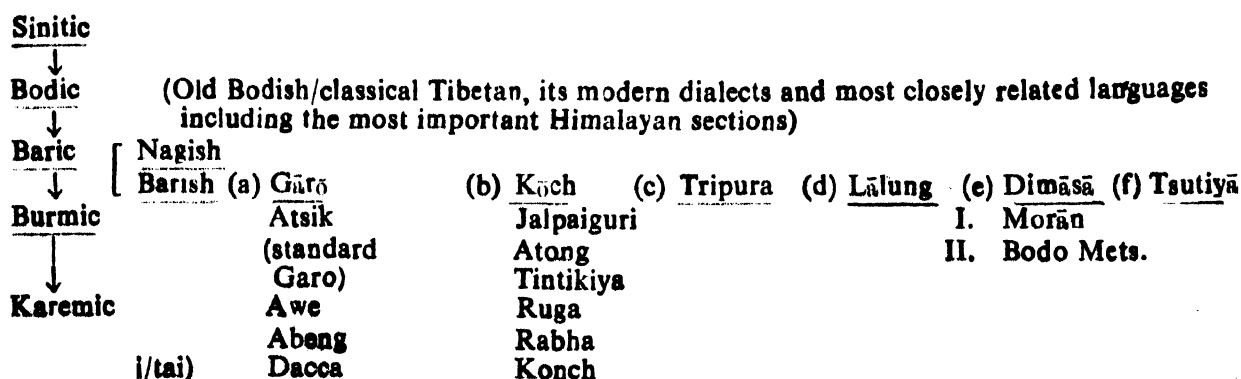 Sinitic
↓
Bodic (Old Bodish/classical Tibetan, its modern dialects and most closely related languages
↓ including the most important Himalayan sections)
Baric [ Nagish
↓ [ Barish (a) Gārō (b) Kōch (c) Tripura (d) Lālung (e) Dimāsā (f) Tsutiyā
Burmic Atsik Jalpaiguri I. Morān
(standard Atong II. Bodo Mets.
↓ Garo) Tintikiya
Karemic Awe Ruga
Abeng Rabha
i/tai) Dacca Konch